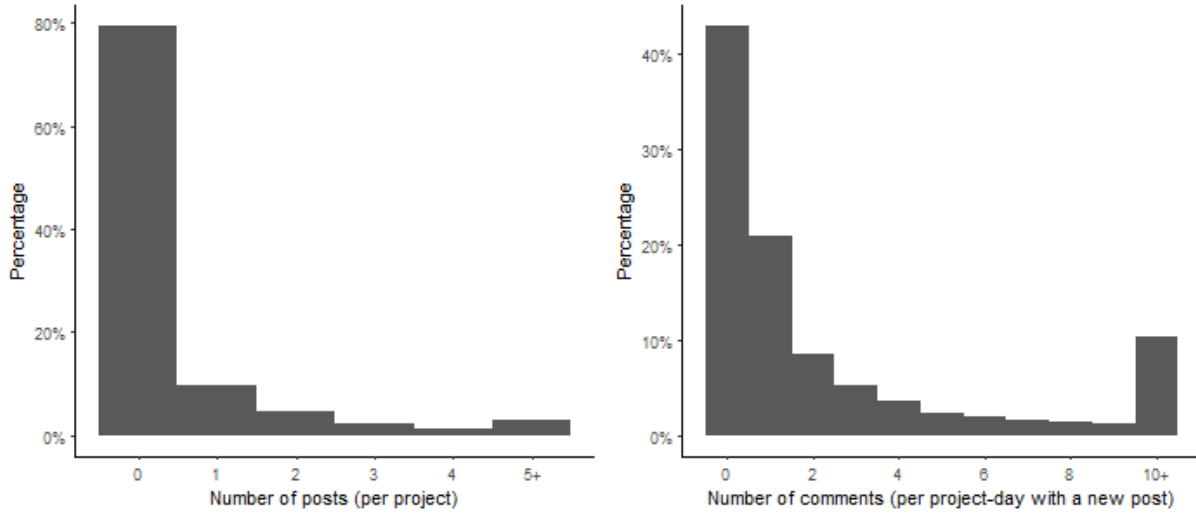 80%
60%
40%
20%
0%
Percentage
0 1 2 3 4 5+
Number of posts (per project)
40%
30%
20%
10%
0%
Percentage
0 2 4 6 8 10+
Number of comments (per project-day with a new post)